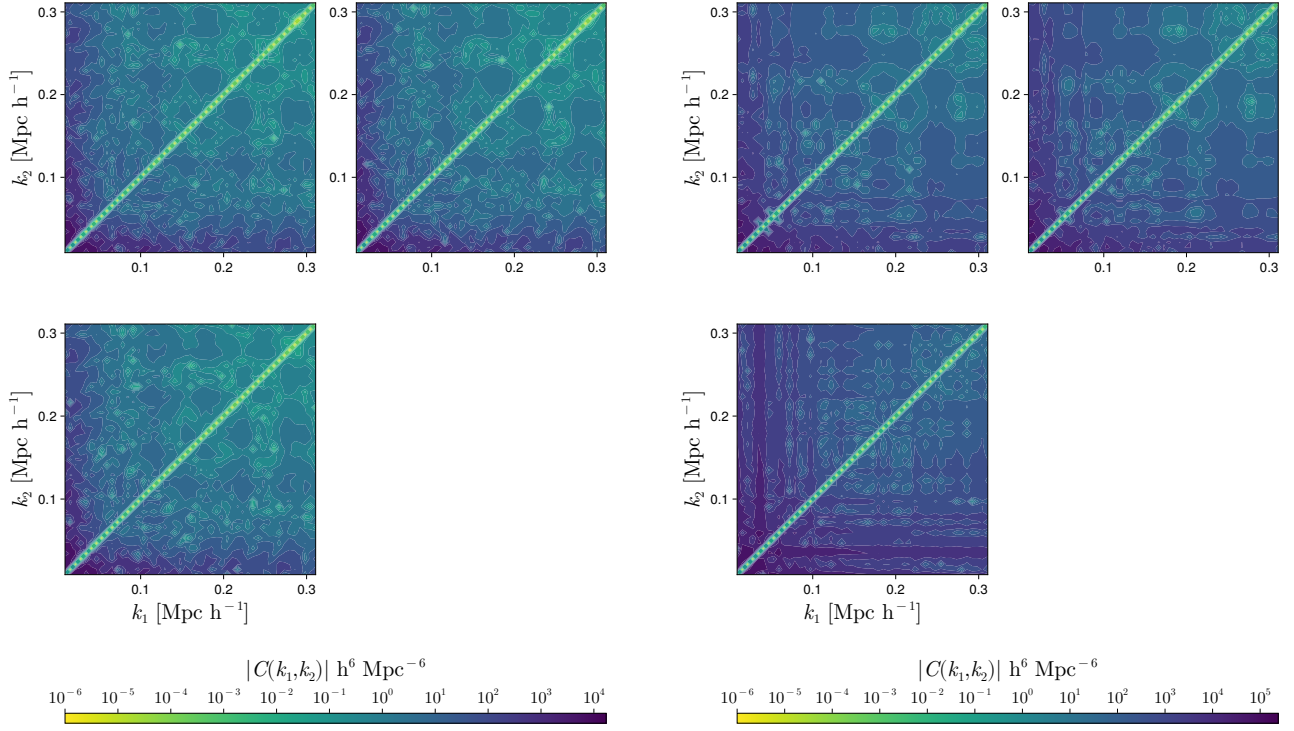 0.3 0.2 0.1
k₂ [Mpc h⁻¹]
0.3 0.2 0.1
0.3 0.2 0.1
k₂ [Mpc h⁻¹]
0.3 0.2 0.1
0.1 0.2 0.3
0.1 0.2 0.3
0.1 0.2 0.3
0.1 0.2 0.3
0.3 0.2 0.1
k₂ [Mpc h⁻¹]
0.3 0.2 0.1
k₂ [Mpc h⁻¹]
0.1 0.2 0.3
0.1 0.2 0.3
k₁ [Mpc h⁻¹]
k₁ [Mpc h⁻¹]
|C(k₁,k₂)| h⁶ Mpc⁻⁶
10⁻⁶ 10⁻⁵ 10⁻⁴ 10⁻³ 10⁻² 10⁻¹ 10⁰ 10¹ 10² 10³ 10⁴
|C(k₁,k₂)| h⁶ Mpc⁻⁶
10⁻⁶ 10⁻⁵ 10⁻⁴ 10⁻³ 10⁻² 10⁻¹ 10⁰ 10¹ 10² 10³ 10⁴ 10⁵